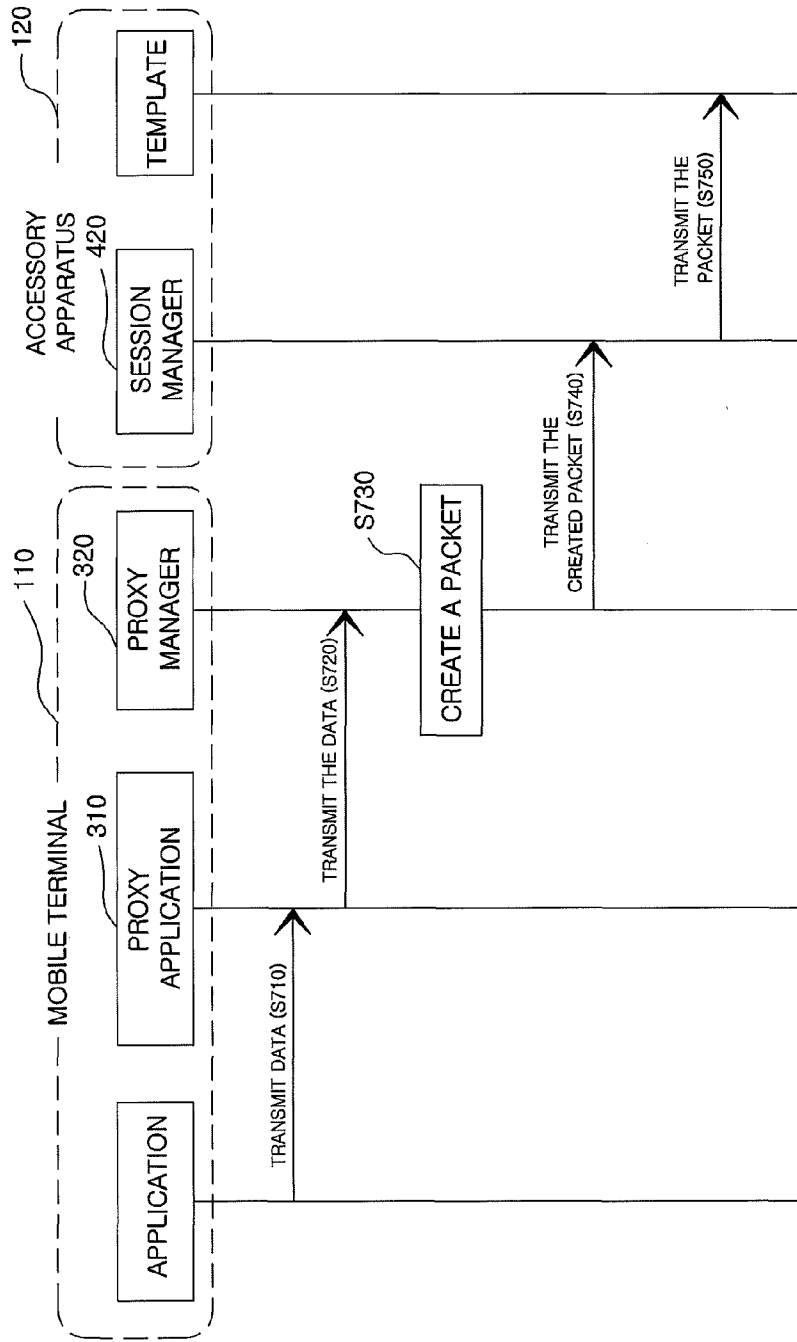 110
120
MOBILE TERMINAL
ACCESSORY
APPARATUS
310
320
420
APPLICATION
PROXY
APPLICATION
PROXY
MANAGER
SESSION
MANAGER
TEMPLATE
TRANSMIT DATA (S710)
TRANSMIT THE DATA (S720)
S730
CREATE A PACKET
TRANSMIT THE
CREATED PACKET (S740)
TRANSMIT THE
PACKET (S750)